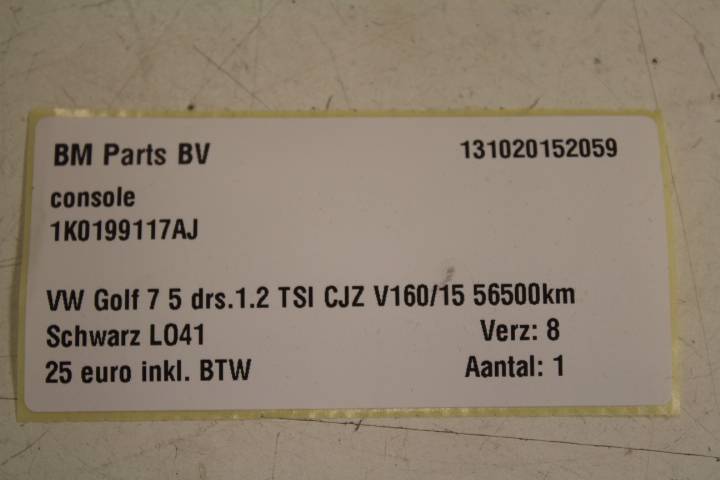 BM Parts BV 131020152059
console
1K0199117AJ
VW Golf 7 5 drs.1.2 TSI CJZ V160/15 56500km
Schwarz LO41 Verz: 8
25 euro inkl. BTW Aantal: 1